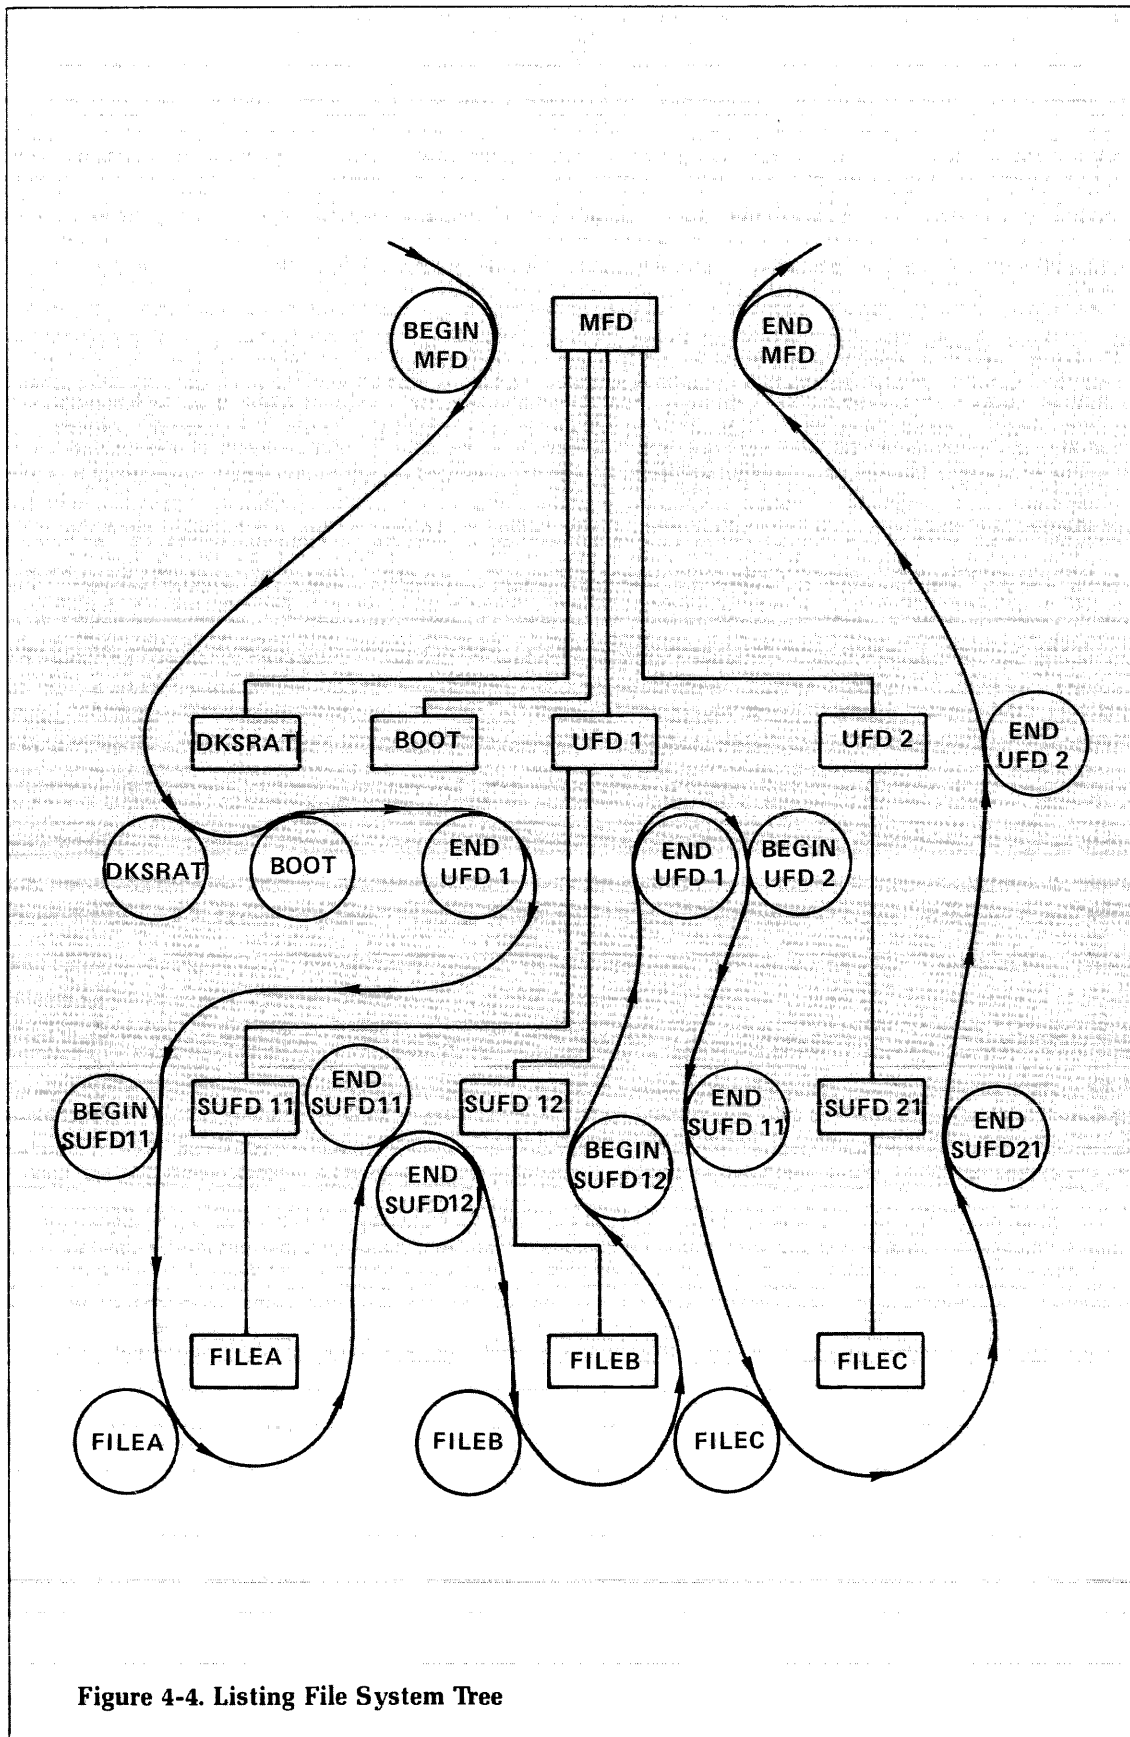 BEGIN
MFD
MFD
END
MFD
DKSRAT
BOOT
UFD 1
UFD 2
END
UFD 2
DKSRAT
BOOT
END
UFD 1
END
UFD 1
BEGIN
UFD 2
BEGIN
SUFD11
SUFD 11
END
SUFD11
SUFD 12
END
SUFD12
BEGIN
SUFD12
END
SUFD 11
SUFD 21
END
SUFD21
FILEA
FILEB
FILEC
FILEA
FILEB
FILEC
Figure 4-4. Listing File System Tree